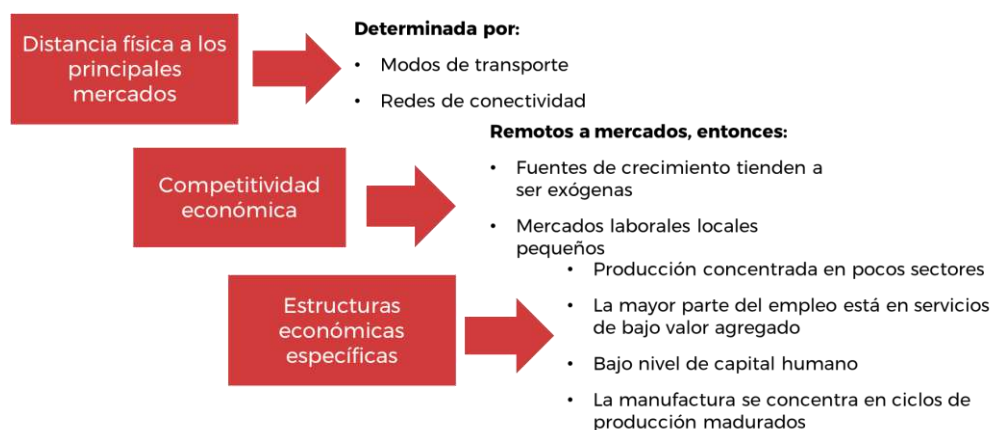 Distancia física a los
principales
mercados
Determinada por:
• Modos de transporte
• Redes de conectividad
Competitividad
económica
Remotos a mercados, entonces:
• Fuentes de crecimiento tienden a
ser exógenas
• Mercados laborales locales
pequeños
Estructuras
económicas
específicas
• Producción concentrada en pocos sectores
• La mayor parte del empleo está en servicios
de bajo valor agregado
• Bajo nivel de capital humano
• La manufactura se concentra en ciclos de
producción madurados